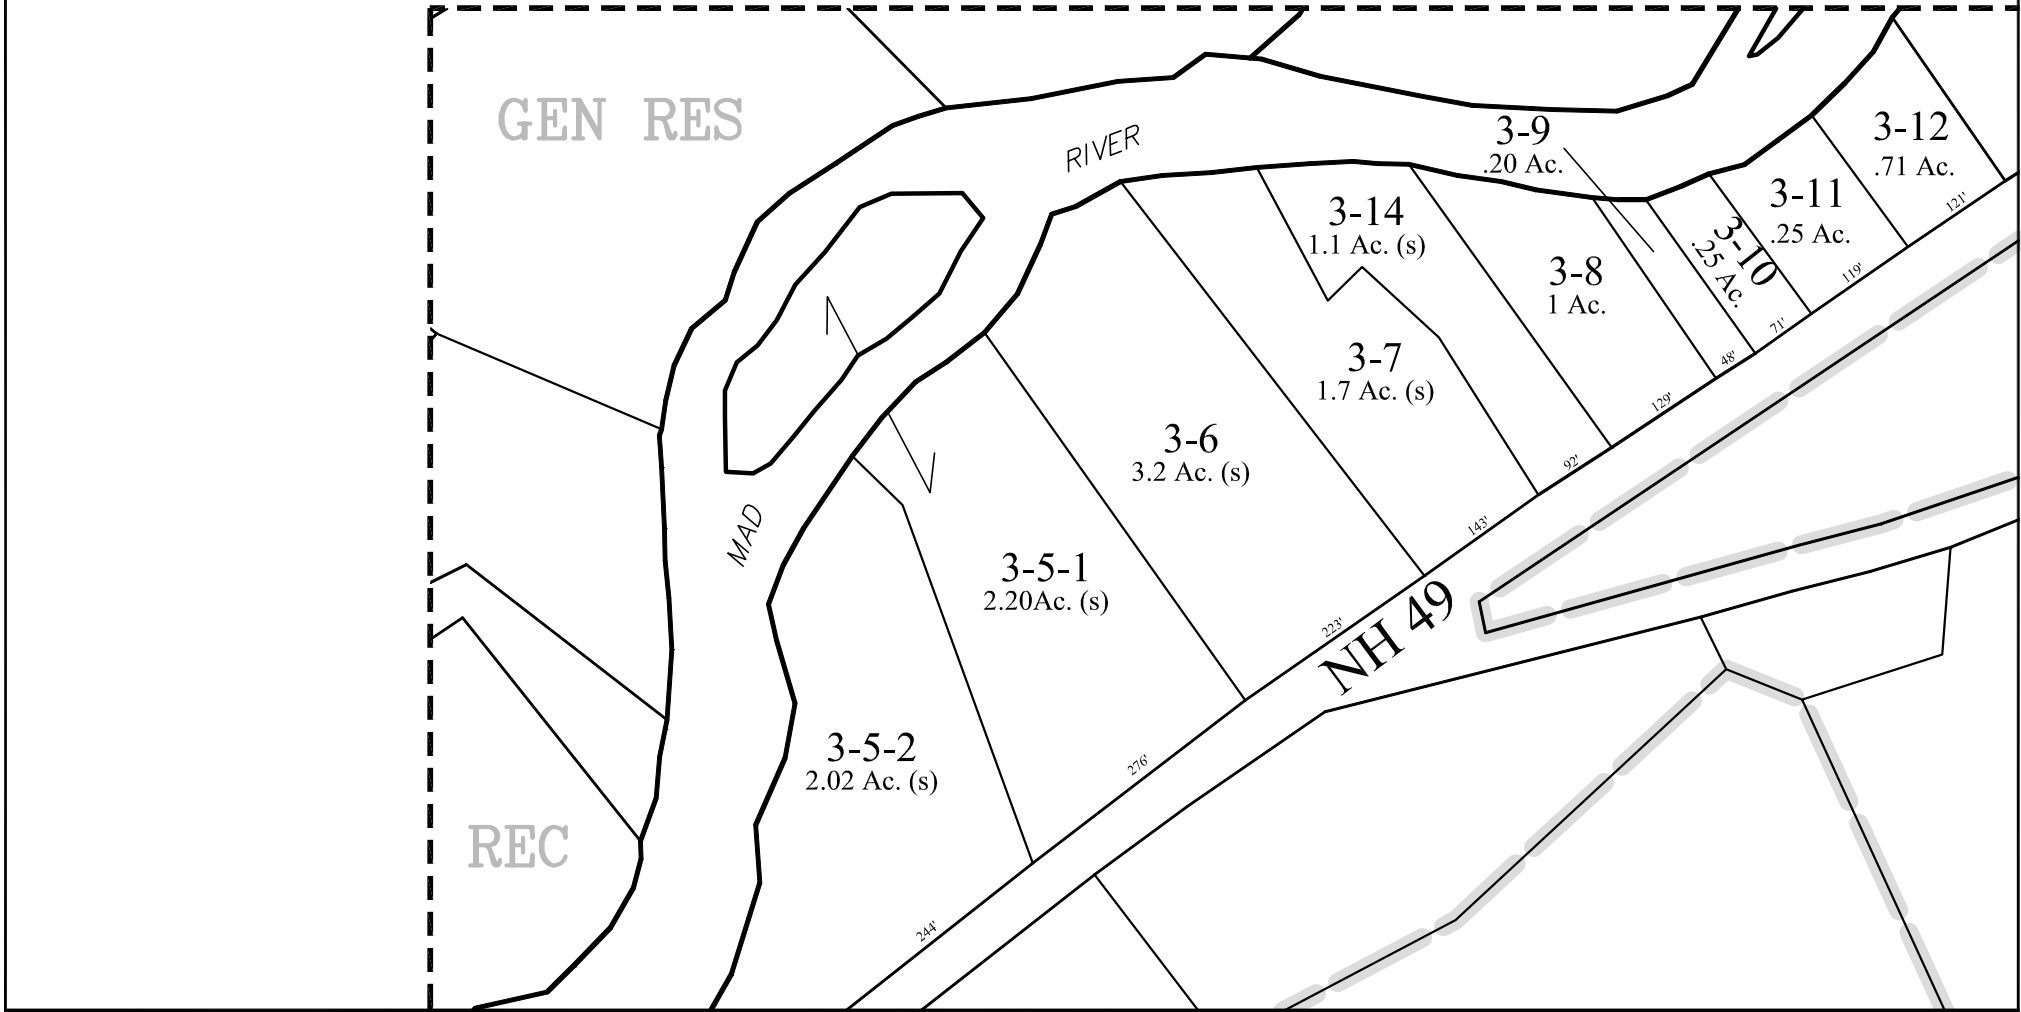 GEN RES
RIVER
3-9
.20 Ac.
3-12
.71 Ac.
3-11
.25 Ac.
121'
3-14
1.1 Ac. (s)
3-10
.25 Ac.
3-8
1 Ac.
119'
71'
48'
3-7
1.7 Ac. (s)
129'
3-6
3.2 Ac. (s)
92'
143'
MAD
3-5-1
2.20Ac. (s)
223'
NH 49
3-5-2
2.02 Ac. (s)
276'
REC
244'